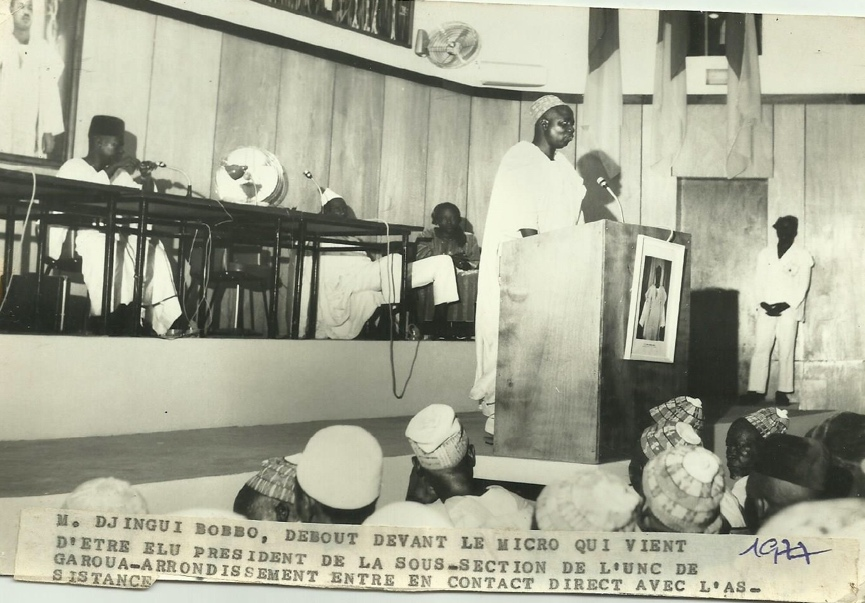 M. DJINGUI BOBBO, DEBOUT DEVANT LE MICRO QUI VIENT
D'ETRE ELU PRESIDENT DE LA SOUS-SECTION DE L'UNC DE
GAROUA-ARRONDISSEMENT ENTRE EN CONTACT DIRECT AVEC L'AS-
SISTANCE
1977